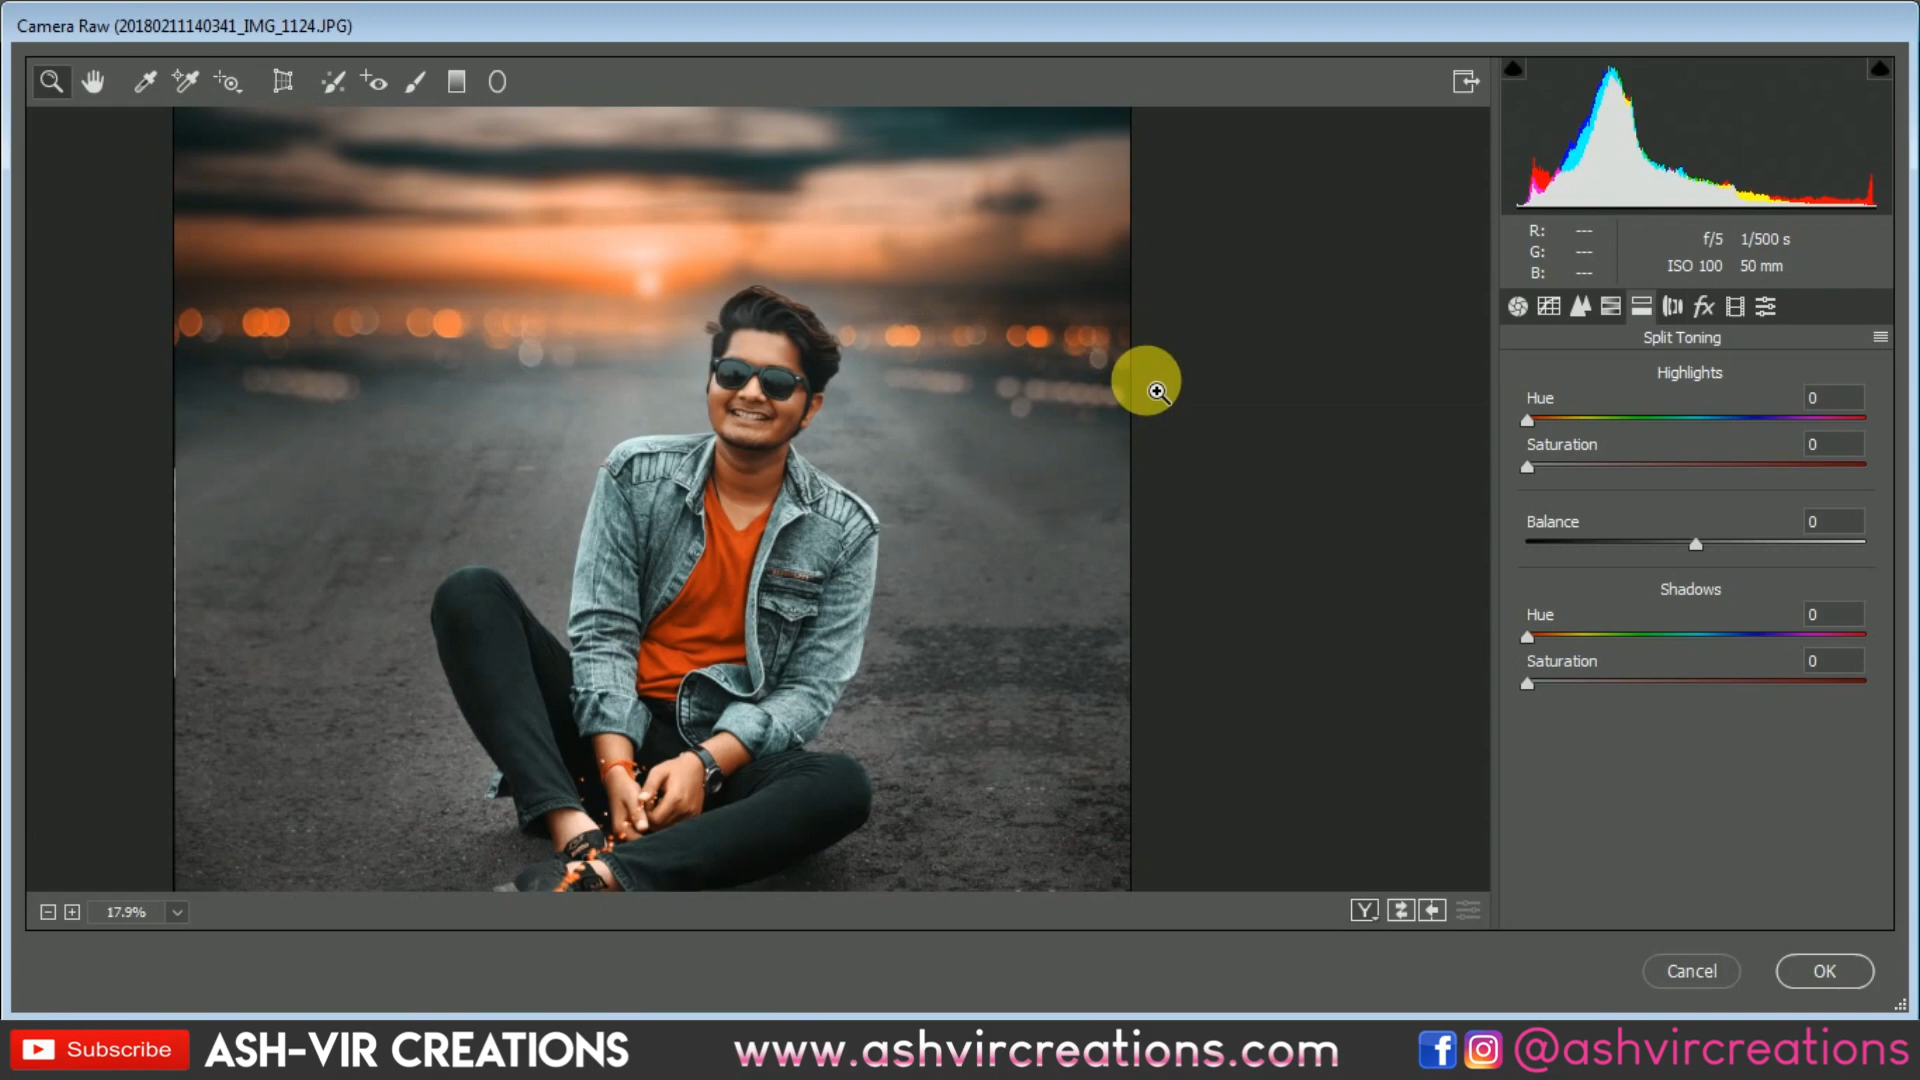 Camera Raw (20180211140341_IMG_1124.JPG)
R: ---
G: ---
B: ---
f/5 1/500 s
ISO 100 50 mm
fx
Split Toning
Highlights
Hue 0
Saturation 0
Balance 0
Shadows
Hue 0
Saturation 0
17.9%
Y
Cancel OK
Subscribe ASH-VIR CREATIONS www.ashvircreations.com @ashvircreations